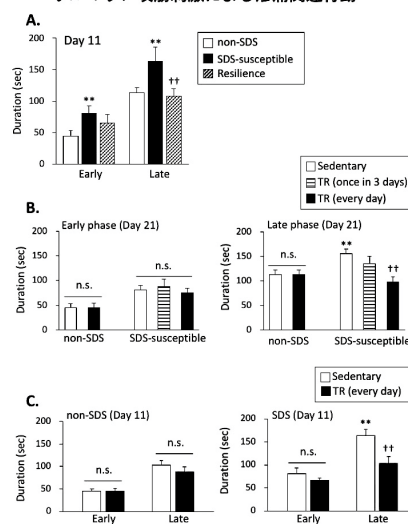 A.
Day 11
non-SDS
SDS-susceptible
Resilience
Duration (sec)
200
150
100
50
0
**
**
††
Early
Late
Sedentary
TR (once in 3 days)
TR (every day)
B.
Early phase (Day 21)
Duration (sec)
200
150
100
50
0
n.s.
n.s.
non-SDS
SDS-susceptible
Late phase (Day 21)
Duration (sec)
200
150
100
50
0
n.s.
**
††
non-SDS
SDS-susceptible
Sedentary
TR (every day)
C.
non-SDS (Day 11)
Duration (sec)
200
150
100
50
0
n.s.
n.s.
Early
Late
SDS (Day 11)
Duration (sec)
200
150
100
50
0
n.s.
**
††
Early
Late